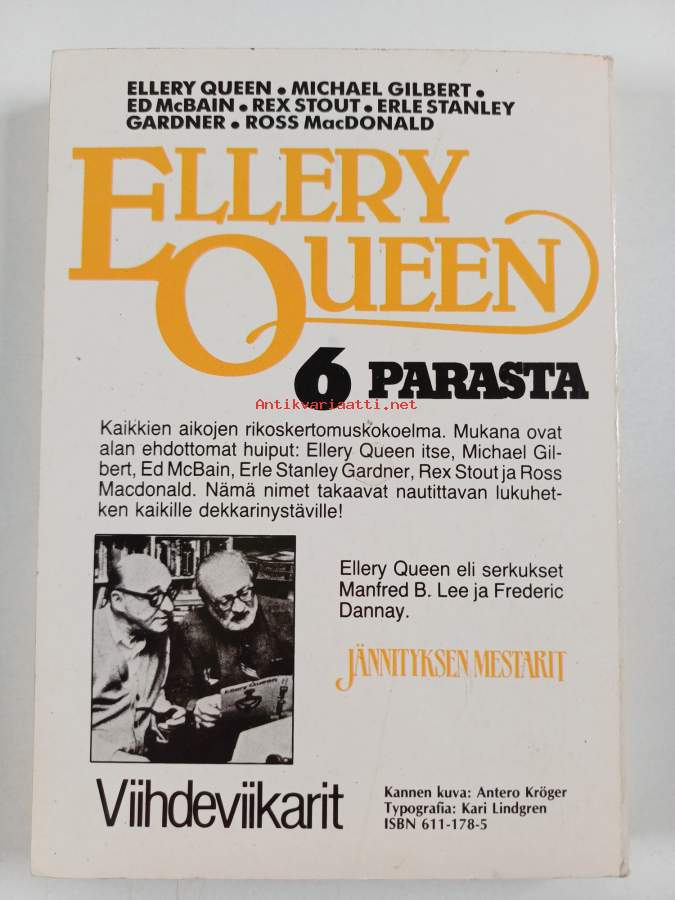 ELLERY QUEEN • MICHAEL GILBERT •
ED McBAIN • REX STOUT • ERLE STANLEY
GARDNER • ROSS MacDONALD
ELLERY
QUEEN
6 PARASTA
Antikvariaatti.net
Kaikkien aikojen rikoskertomuskokoelma. Mukana ovat
alan ehdottomat huiput: Ellery Queen itse, Michael Gil-
bert, Ed McBain, Erle Stanley Gardner, Rex Stout ja Ross
Macdonald. Nämä nimet takaavat nautittavan lukuhet-
ken kaikille dekkarinystäville!
Ellery Queen eli serkukset
Manfred B. Lee ja Frederic
Dannay.
JÄNNITYKSEN MESTARIT
Ellery Queen
Viihdeviikarit
Kannen kuva: Antero Kröger
Typografia: Kari Lindgren
ISBN 611-178-5